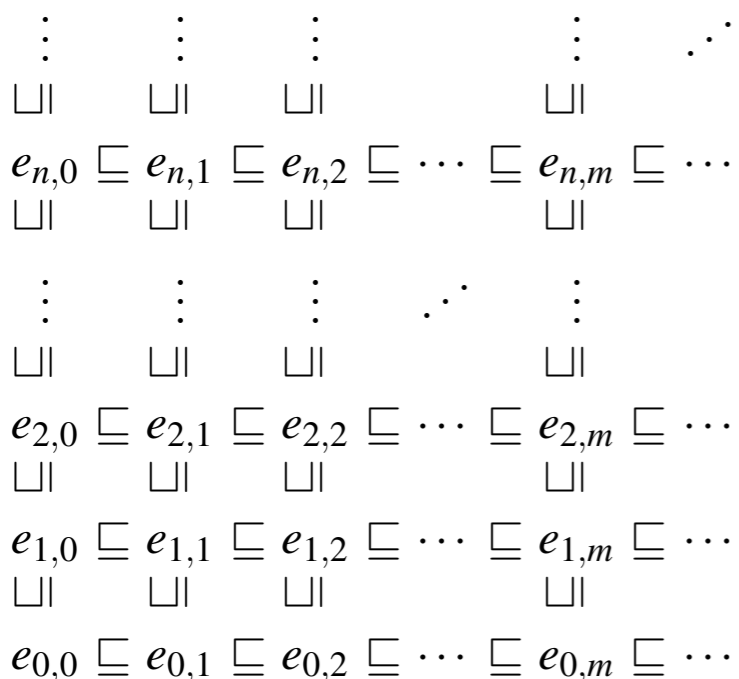 ⋮ ⋮ ⋮ ⋮ ⋰
⊔| ⊔| ⊔| ⊔|
e_{n,0} ⊑ e_{n,1} ⊑ e_{n,2} ⊑ ⋯ ⊑ e_{n,m} ⊑ ⋯
⊔| ⊔| ⊔| ⊔|
⋮ ⋮ ⋮ ⋰ ⋮
⊔| ⊔| ⊔| ⊔|
e_{2,0} ⊑ e_{2,1} ⊑ e_{2,2} ⊑ ⋯ ⊑ e_{2,m} ⊑ ⋯
⊔| ⊔| ⊔|
e_{1,0} ⊑ e_{1,1} ⊑ e_{1,2} ⊑ ⋯ ⊑ e_{1,m} ⊑ ⋯
⊔| ⊔| ⊔| ⊔|
e_{0,0} ⊑ e_{0,1} ⊑ e_{0,2} ⊑ ⋯ ⊑ e_{0,m} ⊑ ⋯